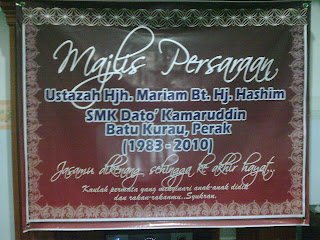 Majlis Persaraan
Ustazah Hjh. Mariam Bt. Hj. Hashim
SMK Dato' Kamaruddin
Batu Kurau, Perak
(1983 - 2010)
Jasamu dikenang sehingga ke akhir hayat..
Kaulah permata yang menyinari anak-anak didik
dan rakan-rakanmu..Syukran.